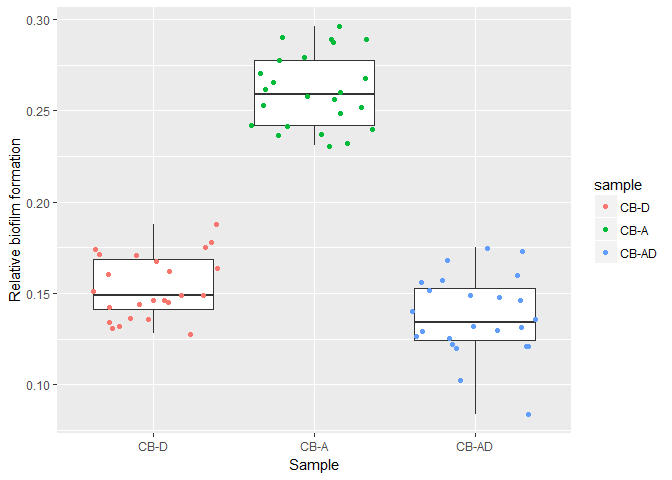 0.30
0.25
0.20
0.15
0.10
Relative biofilm formation
CB-D CB-A CB-AD
Sample
sample
CB-D
CB-A
CB-AD